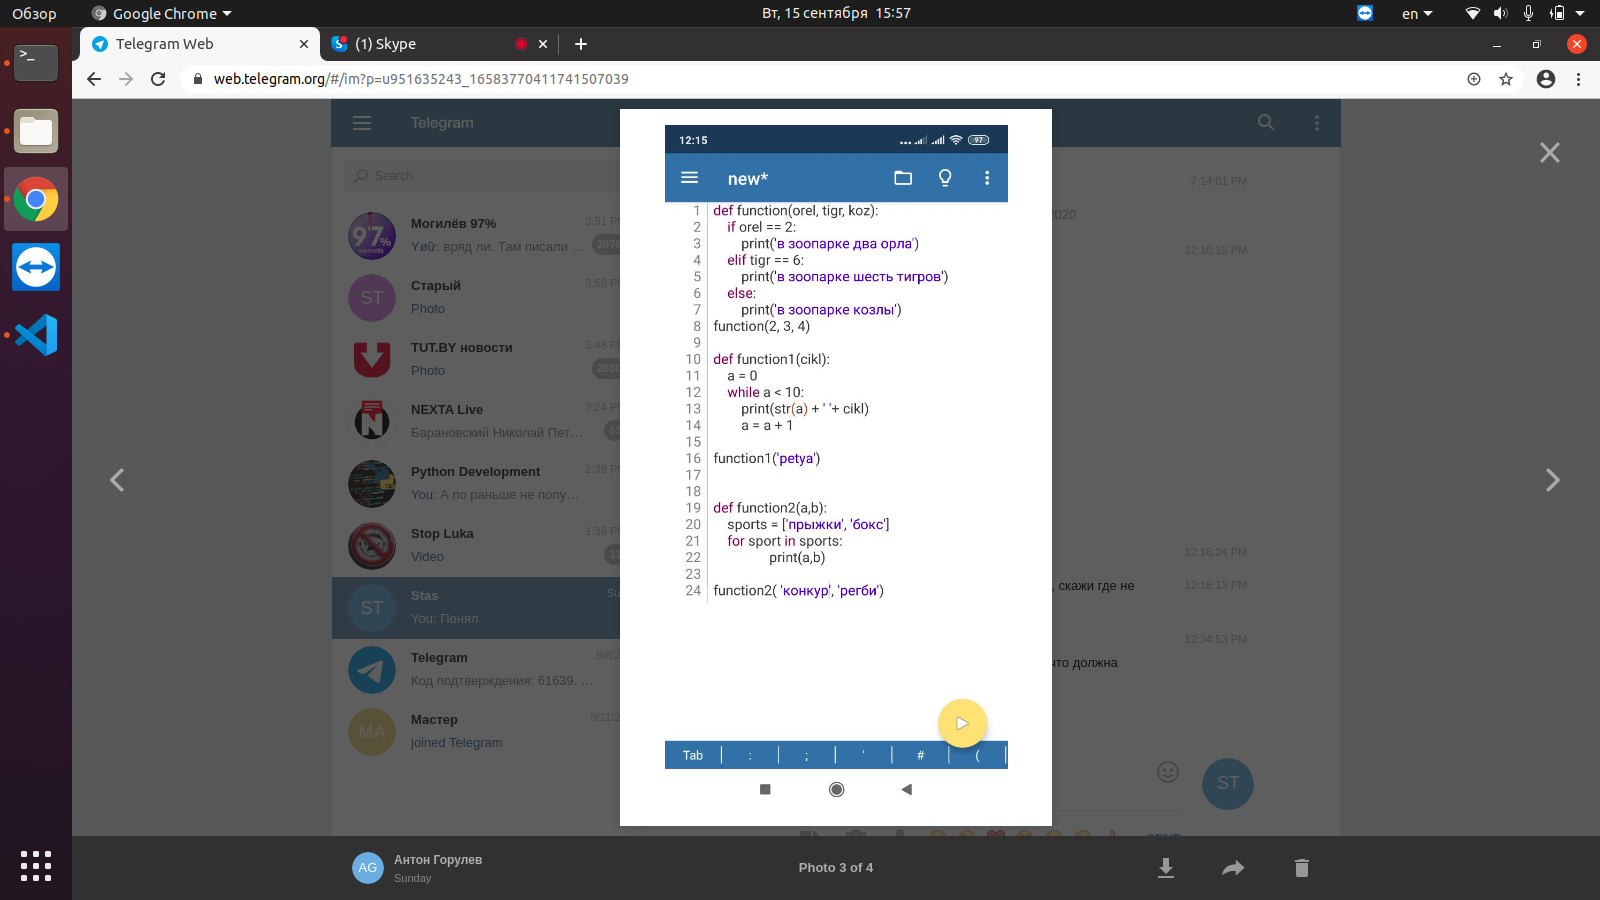 Обзор
Google Chrome
Вт, 15 сентября 15:57
en
Telegram Web
(1) Skype
web.telegram.org/#/im?p=u951635243_16583770411741507039
Telegram
Search
Могилёв 97%
3:51 PM
Yøū: вряд ли. Там писали ...
97%
Старый
3:50 PM
ST
Photo
TUT.BY новости
3:48 PM
Photo
NEXTA Live
3:24 PM
Барановский Николай Пет...
Python Development
2:38 PM
You: А по раньше не полу...
Stop Luka
1:36 PM
Video
Stas
Su
ST
You: Понял
Telegram
9/8/2
Код подтверждения: 61639. ...
Мастер
8/11/2
MA
joined Telegram
12:15
97
new*
1 def function(orel, tigr, koz):
2 if orel == 2:
3 print('в зоопарке два орла')
4 elif tigr == 6:
5 print('в зоопарке шесть тигров')
6 else:
7 print('в зоопарке козлы')
8 function(2, 3, 4)
9
10 def function1(cikl):
11 a = 0
12 while a < 10:
13 print(str(a) + ' '+ cikl)
14 a = a + 1
15
16 function1('petya')
17
18
19 def function2(a,b):
20 sports = ['прыжки', 'бокс']
21 for sport in sports:
22 print(a,b)
23
24 function2( 'конкур', 'регби')
Tab : ; ' # (
7:14:01 PM
2020
12:16:15 PM
12:16:24 PM
, скажи где не
12:18:13 PM
12:34:53 PM
что должна
ST
SEND
AG
Антон Горулев
Sunday
Photo 3 of 4